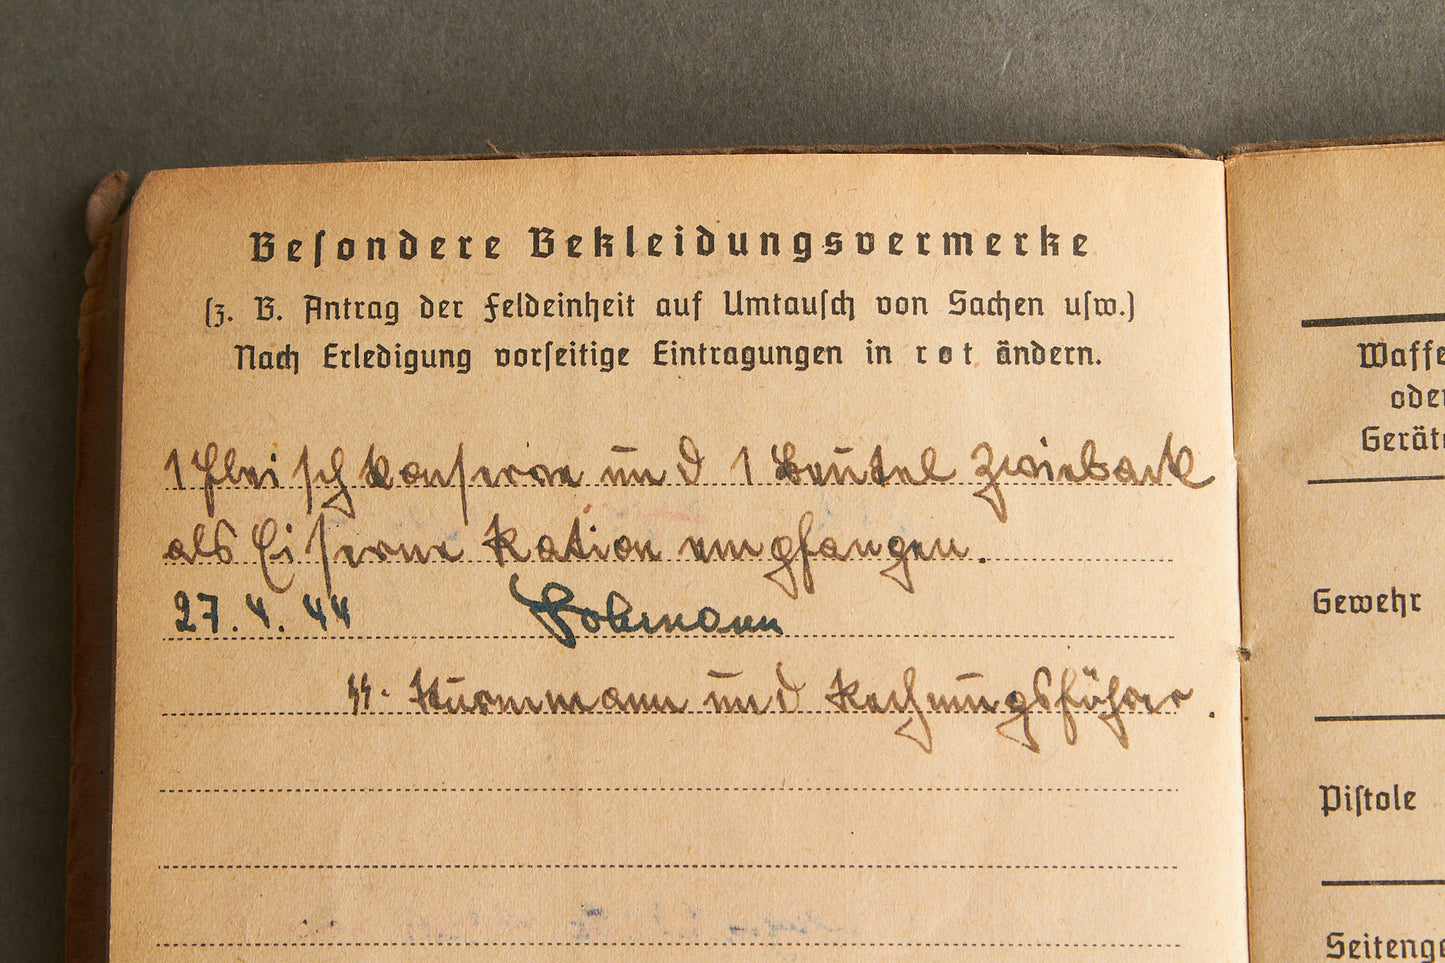 Besondere Bekleidungsvermerke
(z. B. Antrag der Feldeinheit auf Umtausch von Sachen usw.)
Nach Erledigung vorseitige Eintragungen in rot ändern.
1 Fleischkonserve und 1 Beutel Zwieback
als Eiserne Ration empfangen.
27.4.44
SS-Sturmmann und Rechnungsführer.
Waffe
oder
Gerät
Gewehr
Pistole
Seitenge